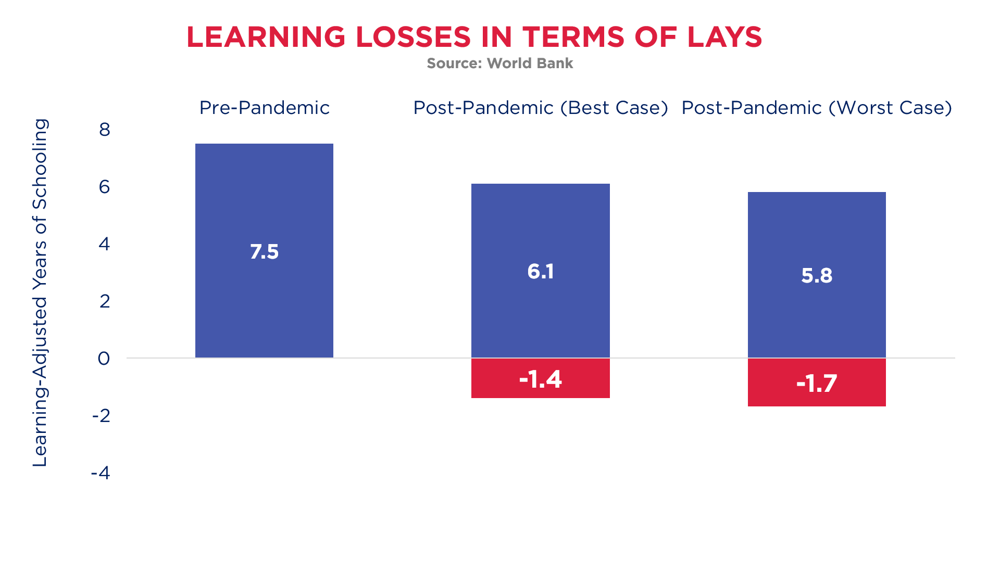 LEARNING LOSSES IN TERMS OF LAYS
Source: World Bank
Pre-Pandemic
Post-Pandemic (Best Case)
Post-Pandemic (Worst Case)
Learning-Adjusted Years of Schooling
8
6
4
2
0
-2
-4
7.5
6.1
5.8
-1.4
-1.7